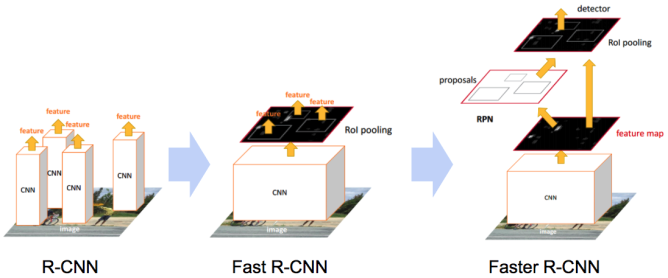 feature
feature
feature
feature
CNN
CNN
CNN
CNN
image
R-CNN
feature
feature
feature
RoI pooling
CNN
image
Fast R-CNN
detector
RoI pooling
proposals
RPN
feature map
CNN
image
Faster R-CNN